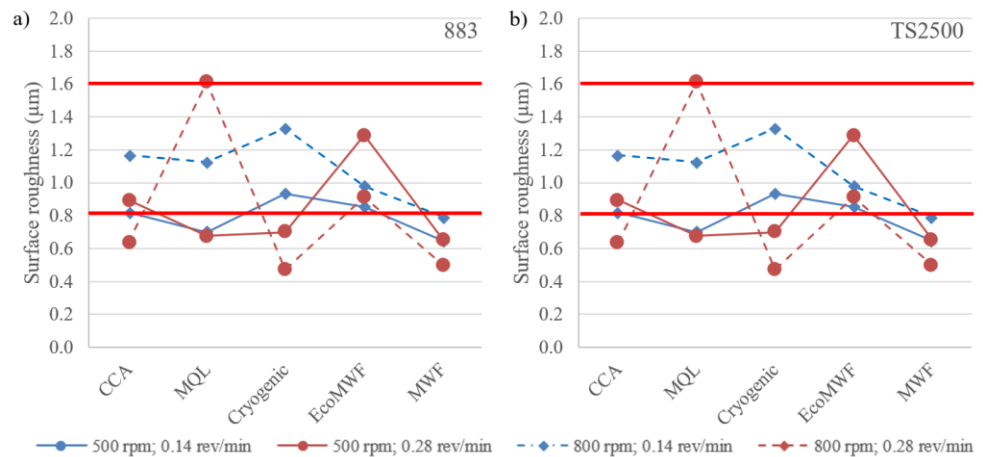 a)
883
Surface roughness (µm)
2.0
1.8
1.6
1.4
1.2
1.0
0.8
0.6
0.4
0.2
0.0
CCA
MQL
Cryogenic
EcoMWF
MWF
b)
TS2500
Surface roughness (µm)
2.0
1.8
1.6
1.4
1.2
1.0
0.8
0.6
0.4
0.2
0.0
CCA
MQL
Cryogenic
EcoMWF
MWF
500 rpm; 0.14 rev/min 500 rpm; 0.28 rev/min 800 rpm; 0.14 rev/min 800 rpm; 0.28 rev/min